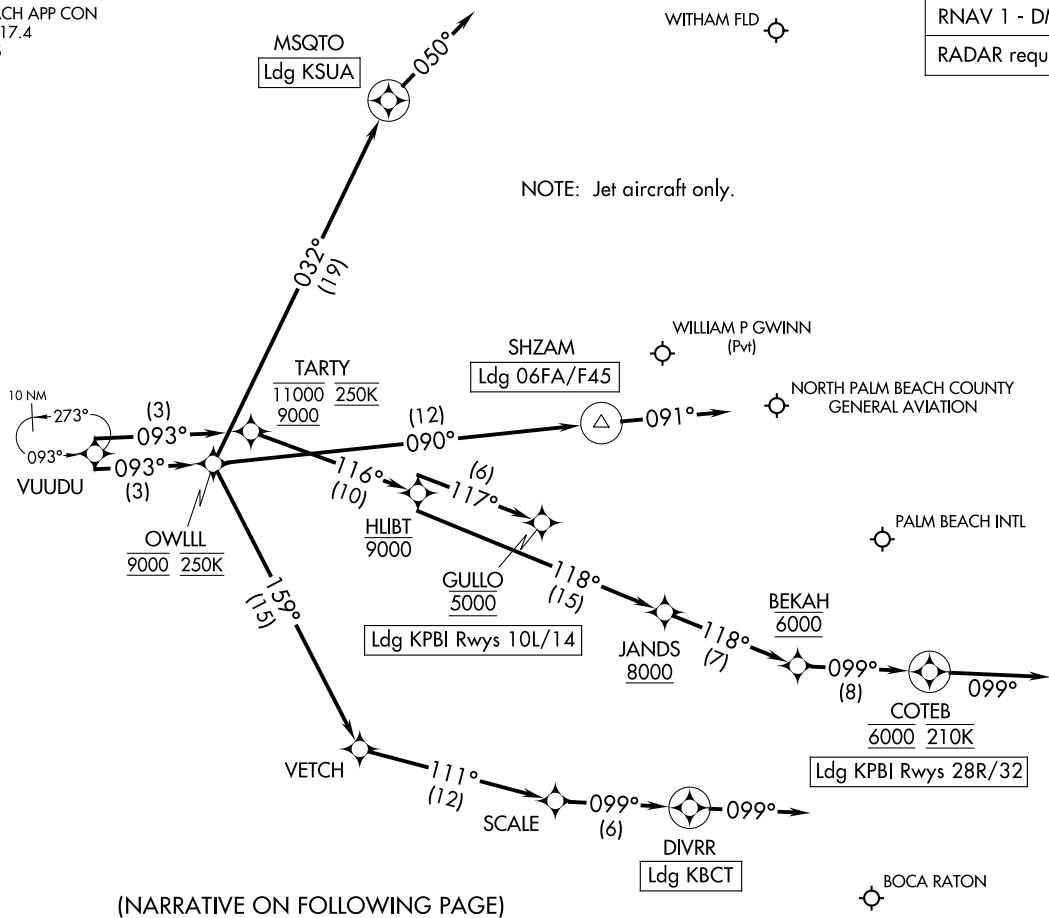 ACH APP CON
17.4
RNAV 1 - DM
RADAR requ
WITHAM FLD
MSQTO
Ldg KSUA
050°
NOTE: Jet aircraft only.
032°
(19)
WILLIAM P GWINN
(Pvt)
SHZAM
Ldg 06FA/F45
TARTY
11000 250K
9000
NORTH PALM BEACH COUNTY
GENERAL AVIATION
10 NM
273°
093°
VUUDU
(3)
093°
093°
(3)
(12)
090°
091°
116°
(10)
(6)
117°
OWLLL
9000 250K
HLIBT
9000
GULLO
5000
Ldg KPBI Rwys 10L/14
PALM BEACH INTL
118°
(15)
159°
(15)
JANDS
8000
118°
(7)
BEKAH
6000
099°
(8)
099°
COTEB
6000 210K
Ldg KPBI Rwys 28R/32
VETCH
111°
(12)
SCALE
099°
(6)
099°
DIVRR
Ldg KBCT
BOCA RATON
(NARRATIVE ON FOLLOWING PAGE)